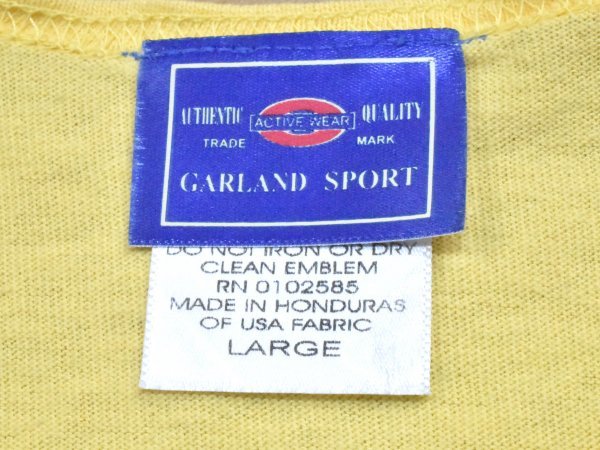 AUTHENTIC [ACTIVE WEAR] QUALITY
TRADE MARK
GARLAND SPORT
DO NOT IRON OR DRY
CLEAN EMBLEM
RN 0102585
MADE IN HONDURAS
OF USA FABRIC
LARGE